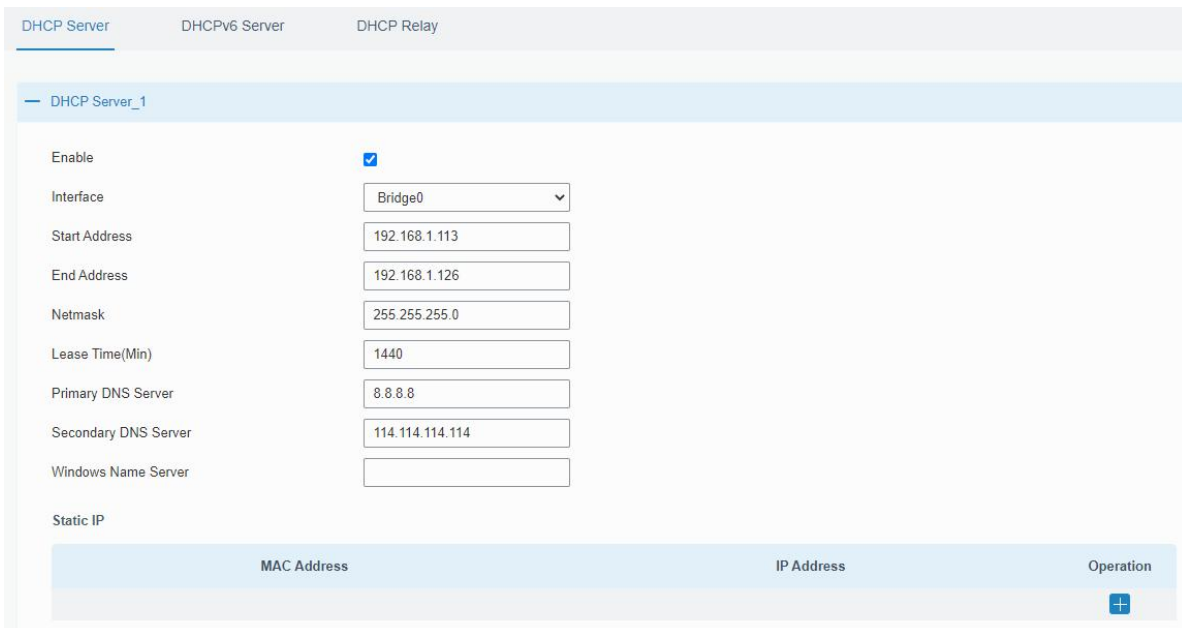 DHCP Server DHCPv6 Server DHCP Relay
DHCP Server_1
Enable
Interface Bridge0
Start Address 192.168.1.113
End Address 192.168.1.126
Netmask 255.255.255.0
Lease Time(Min) 1440
Primary DNS Server 8.8.8.8
Secondary DNS Server 114.114.114.114
Windows Name Server
Static IP
MAC Address IP Address Operation